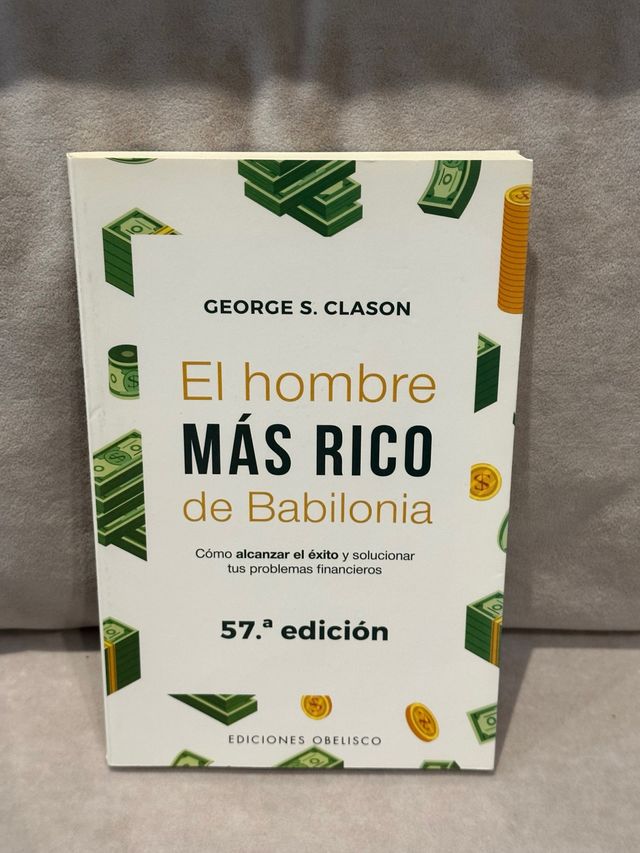 GEORGE S. CLASON
El hombre
MÁS RICO
de Babilonia
Cómo alcanzar el éxito y solucionar
tus problemas financieros
57.ª edición
EDICIONES OBELISCO